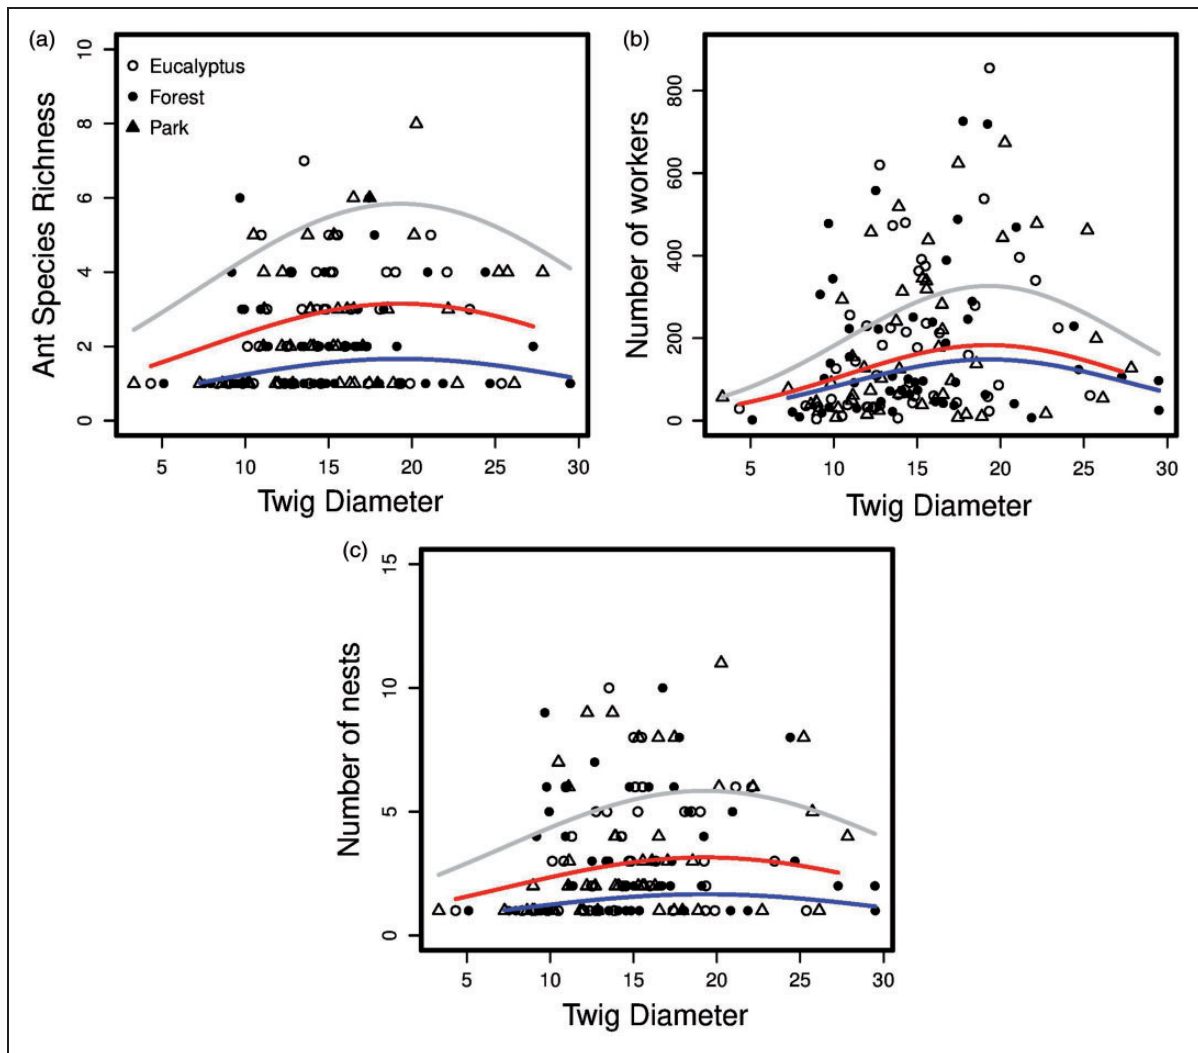 (a)
Ant Species Richness
10
8
6
4
2
0
Eucalyptus
Forest
Park
5 10 15 20 25 30
Twig Diameter
(b)
Number of workers
800
600
400
200
0
5 10 15 20 25 30
Twig Diameter
(c)
Number of nests
15
10
5
0
5 10 15 20 25 30
Twig Diameter